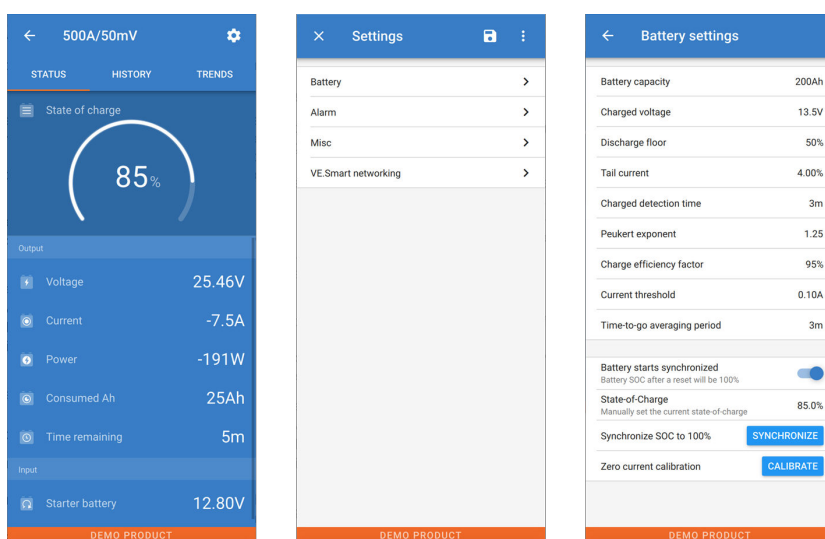 500A/50mV
STATUS HISTORY TRENDS
State of charge
85%
Output
Voltage 25.46V
Current -7.5A
Power -191W
Consumed Ah 25Ah
Time remaining 5m
Input
Starter battery 12.80V
DEMO PRODUCT
Settings
Battery
Alarm
Misc
VE.Smart networking
DEMO PRODUCT
Battery settings
Battery capacity 200Ah
Charged voltage 13.5V
Discharge floor 50%
Tail current 4.00%
Charged detection time 3m
Peukert exponent 1.25
Charge efficiency factor 95%
Current threshold 0.10A
Time-to-go averaging period 3m
Battery starts synchronized
Battery SOC after a reset will be 100%
State-of-Charge 85.0%
Manually set the current state-of-charge
Synchronize SOC to 100% SYNCHRONIZE
Zero current calibration CALIBRATE
DEMO PRODUCT